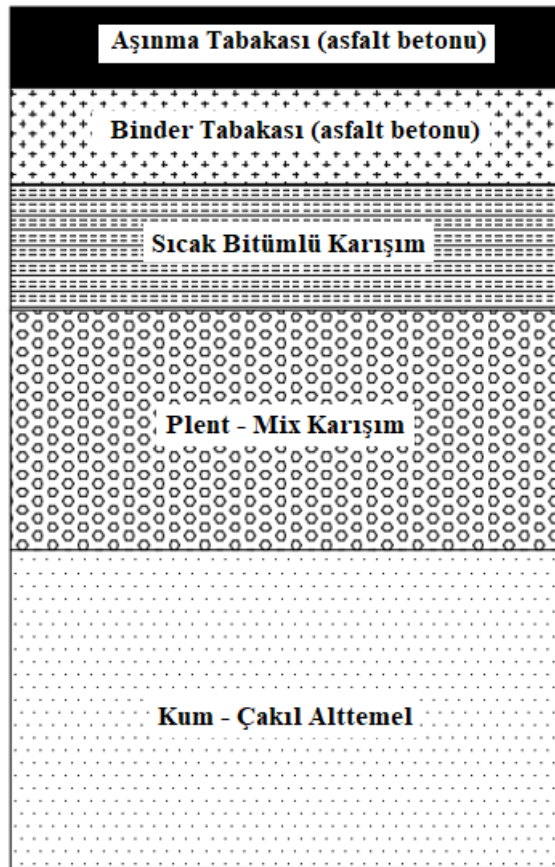 Aşınma Tabakası (asfalt betonu)
Binder Tabakası (asfalt betonu)
Sıcak Bitümlü Karışım
Plent - Mix Karışım
Kum - Çakıl Alttemel